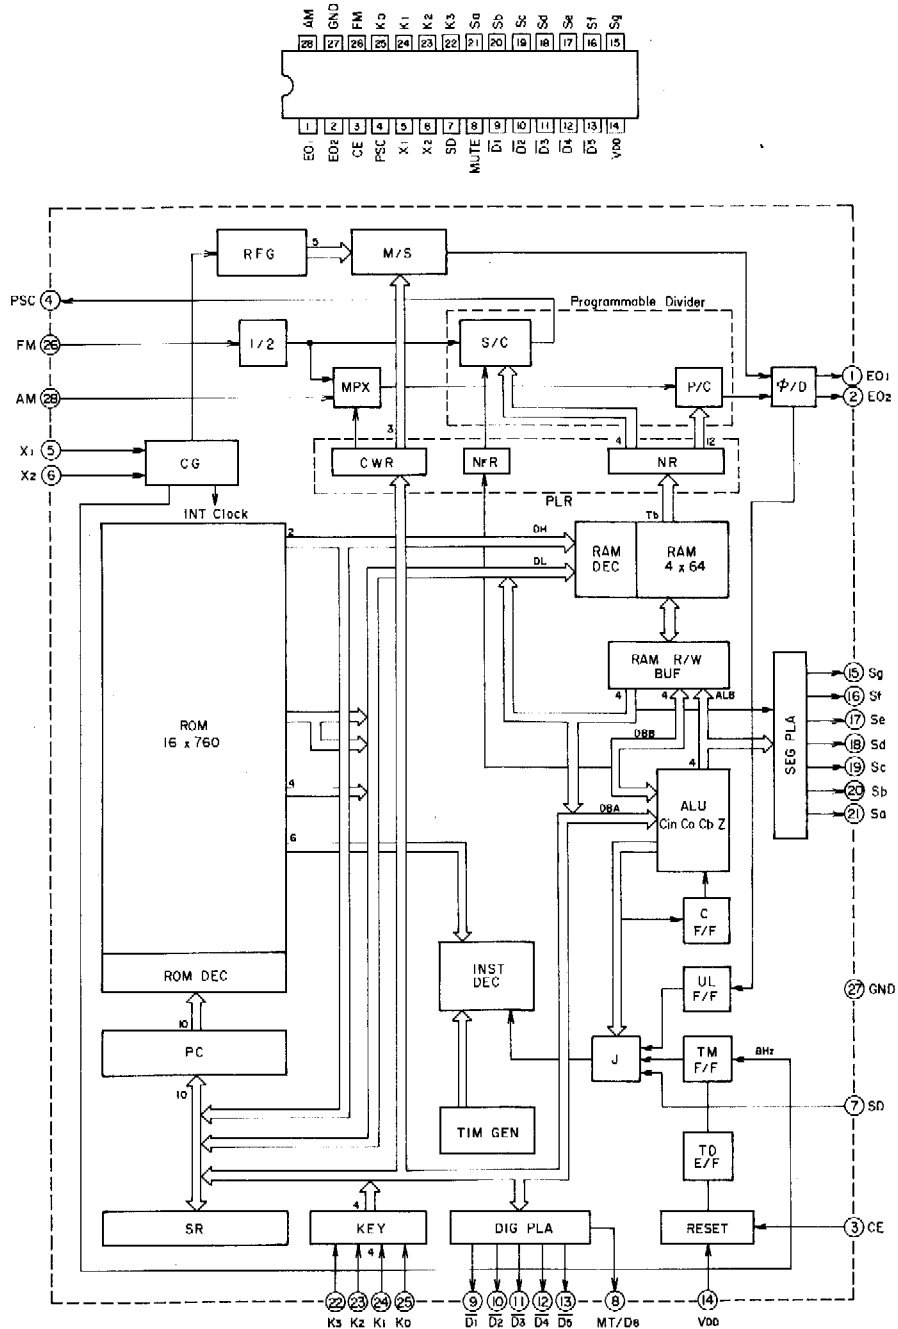 AM GND FM K0 K1 K2 K3 Sa Sb Sc Sd Se Sf Sg
28 27 26 25 24 23 22 21 20 19 18 17 16 15
1 2 3 4 5 6 7 8 9 10 11 12 13 14
EO1 EO2 CE PSC X1 X2 SD MUTE D1 D2 D3 D4 D5 VDD
RFG
5
M/S
PSC 4
Programmable Divider
FM 26
1/2
S/C
MPX
P/C
Φ/D
1 EO1
2 EO2
AM 28
3
4
12
X1 5
X2 6
CG
CWR
NFR
NR
PLR
INT Clock
2
DH
Tb
DL
RAM DEC
RAM 4 x 64
RAM R/W BUF
4
4
ALB
DBB
4
ROM 16 x 760
SEG PLA
15 Sg
16 Sf
17 Se
18 Sd
19 Sc
20 Sb
21 Sa
4
DBA
ALU
Cin Co Cb Z
6
C F/F
ROM DEC
INST DEC
UL F/F
27 GND
10
PC
J
TM F/F
8Hz
10
7 SD
TIM GEN
TD E/F
4
SR
KEY
DIG PLA
RESET
3 CE
4
22 23 24 25
9 10 11 12 13
8
14
K3 K2 K1 K0
D1 D2 D3 D4 D5
MT/D6
VDD